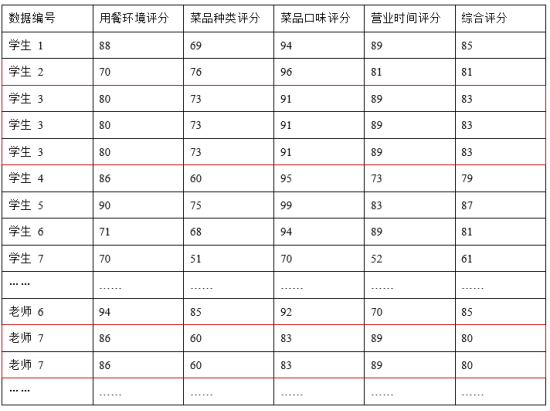 数据编号 用餐环境评分 菜品种类评分 菜品口味评分 营业时间评分 综合评分
学生 1 88 69 94 89 85
学生 2 70 76 96 81 81
学生 3 80 73 91 89 83
学生 3 80 73 91 89 83
学生 3 80 73 91 89 83
学生 4 86 60 95 73 79
学生 5 90 75 99 83 87
学生 6 71 68 94 89 81
学生 7 70 51 70 52 61
…… …… …… …… …… ……
老师 6 94 85 92 70 85
老师 7 86 60 83 89 80
老师 7 86 60 83 89 80
…… …… …… …… …… ……